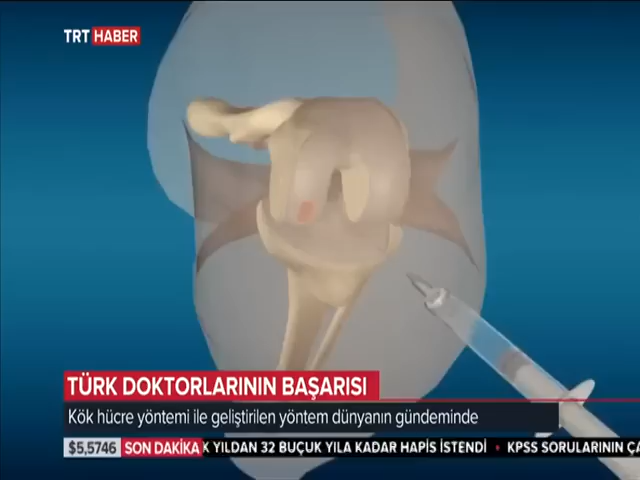 TRT HABER
TÜRK DOKTORLARININ BAŞARISI
Kök hücre yöntemi ile geliştirilen yöntem dünyanın gündeminde
$5,5746 SON DAKİKA YILDAN 32 BUÇUK YILA KADAR HAPİS İSTENDİ • KPSS SORULARININ